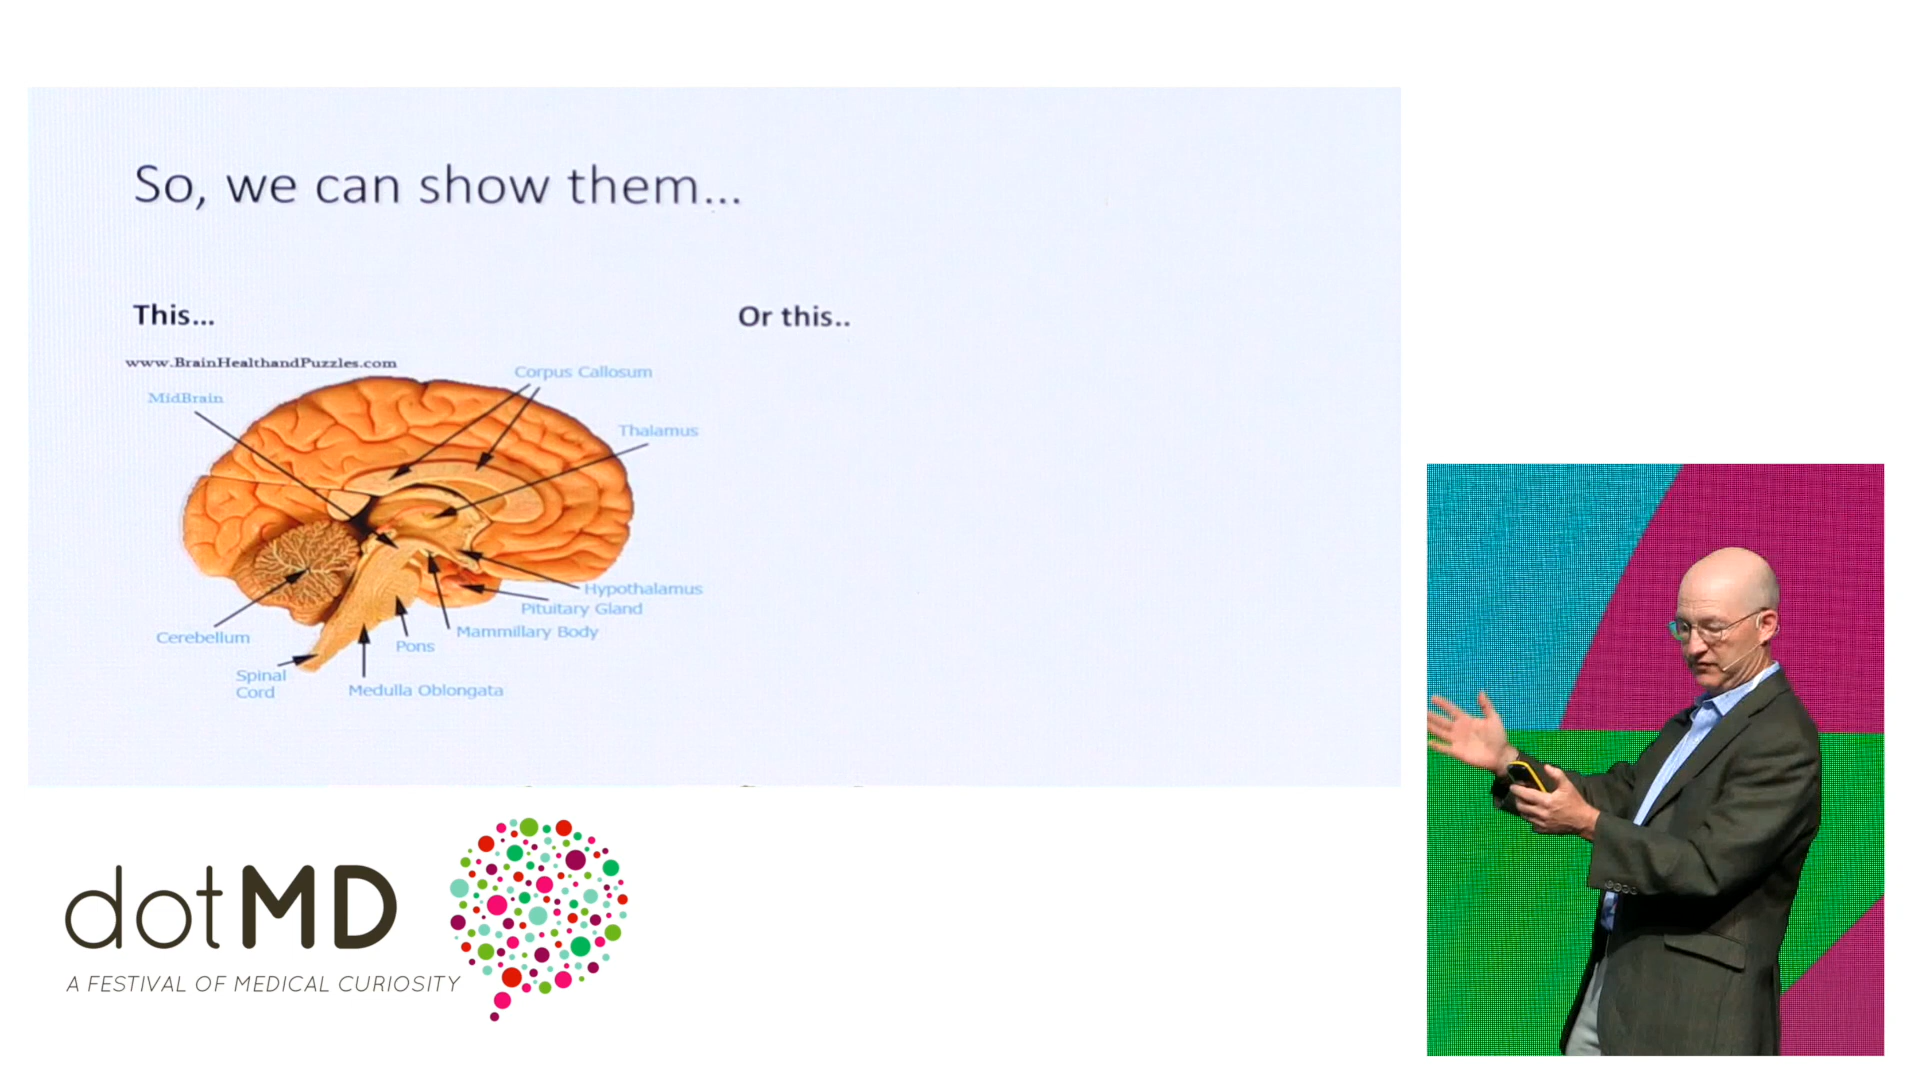 So, we can show them...
This...
Or this..
www.BrainHealthandPuzzles.com
Corpus Callosum
MidBrain
Thalamus
Hypothalamus
Pituitary Gland
Mammillary Body
Cerebellum
Pons
Spinal
Cord
Medulla Oblongata
dotMD
A FESTIVAL OF MEDICAL CURIOSITY